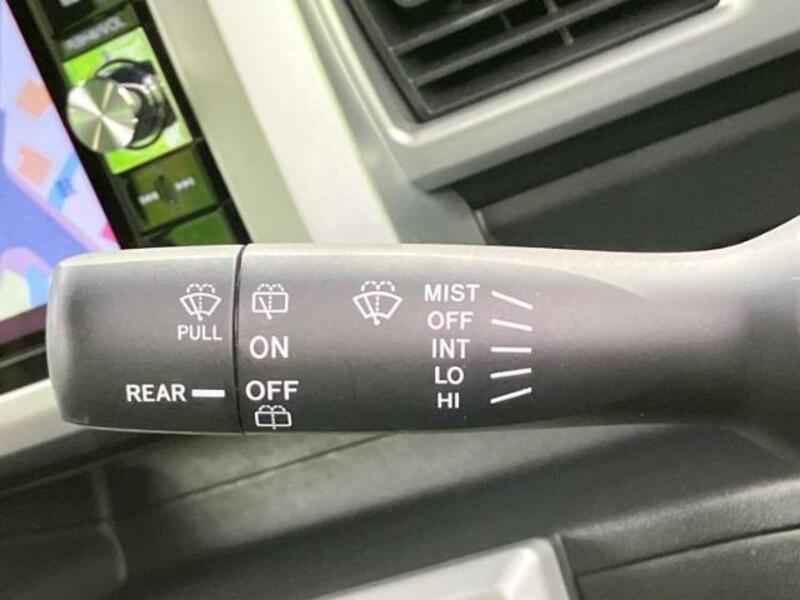 PULL
REAR
ON
OFF
MIST
OFF
INT
LO
HI